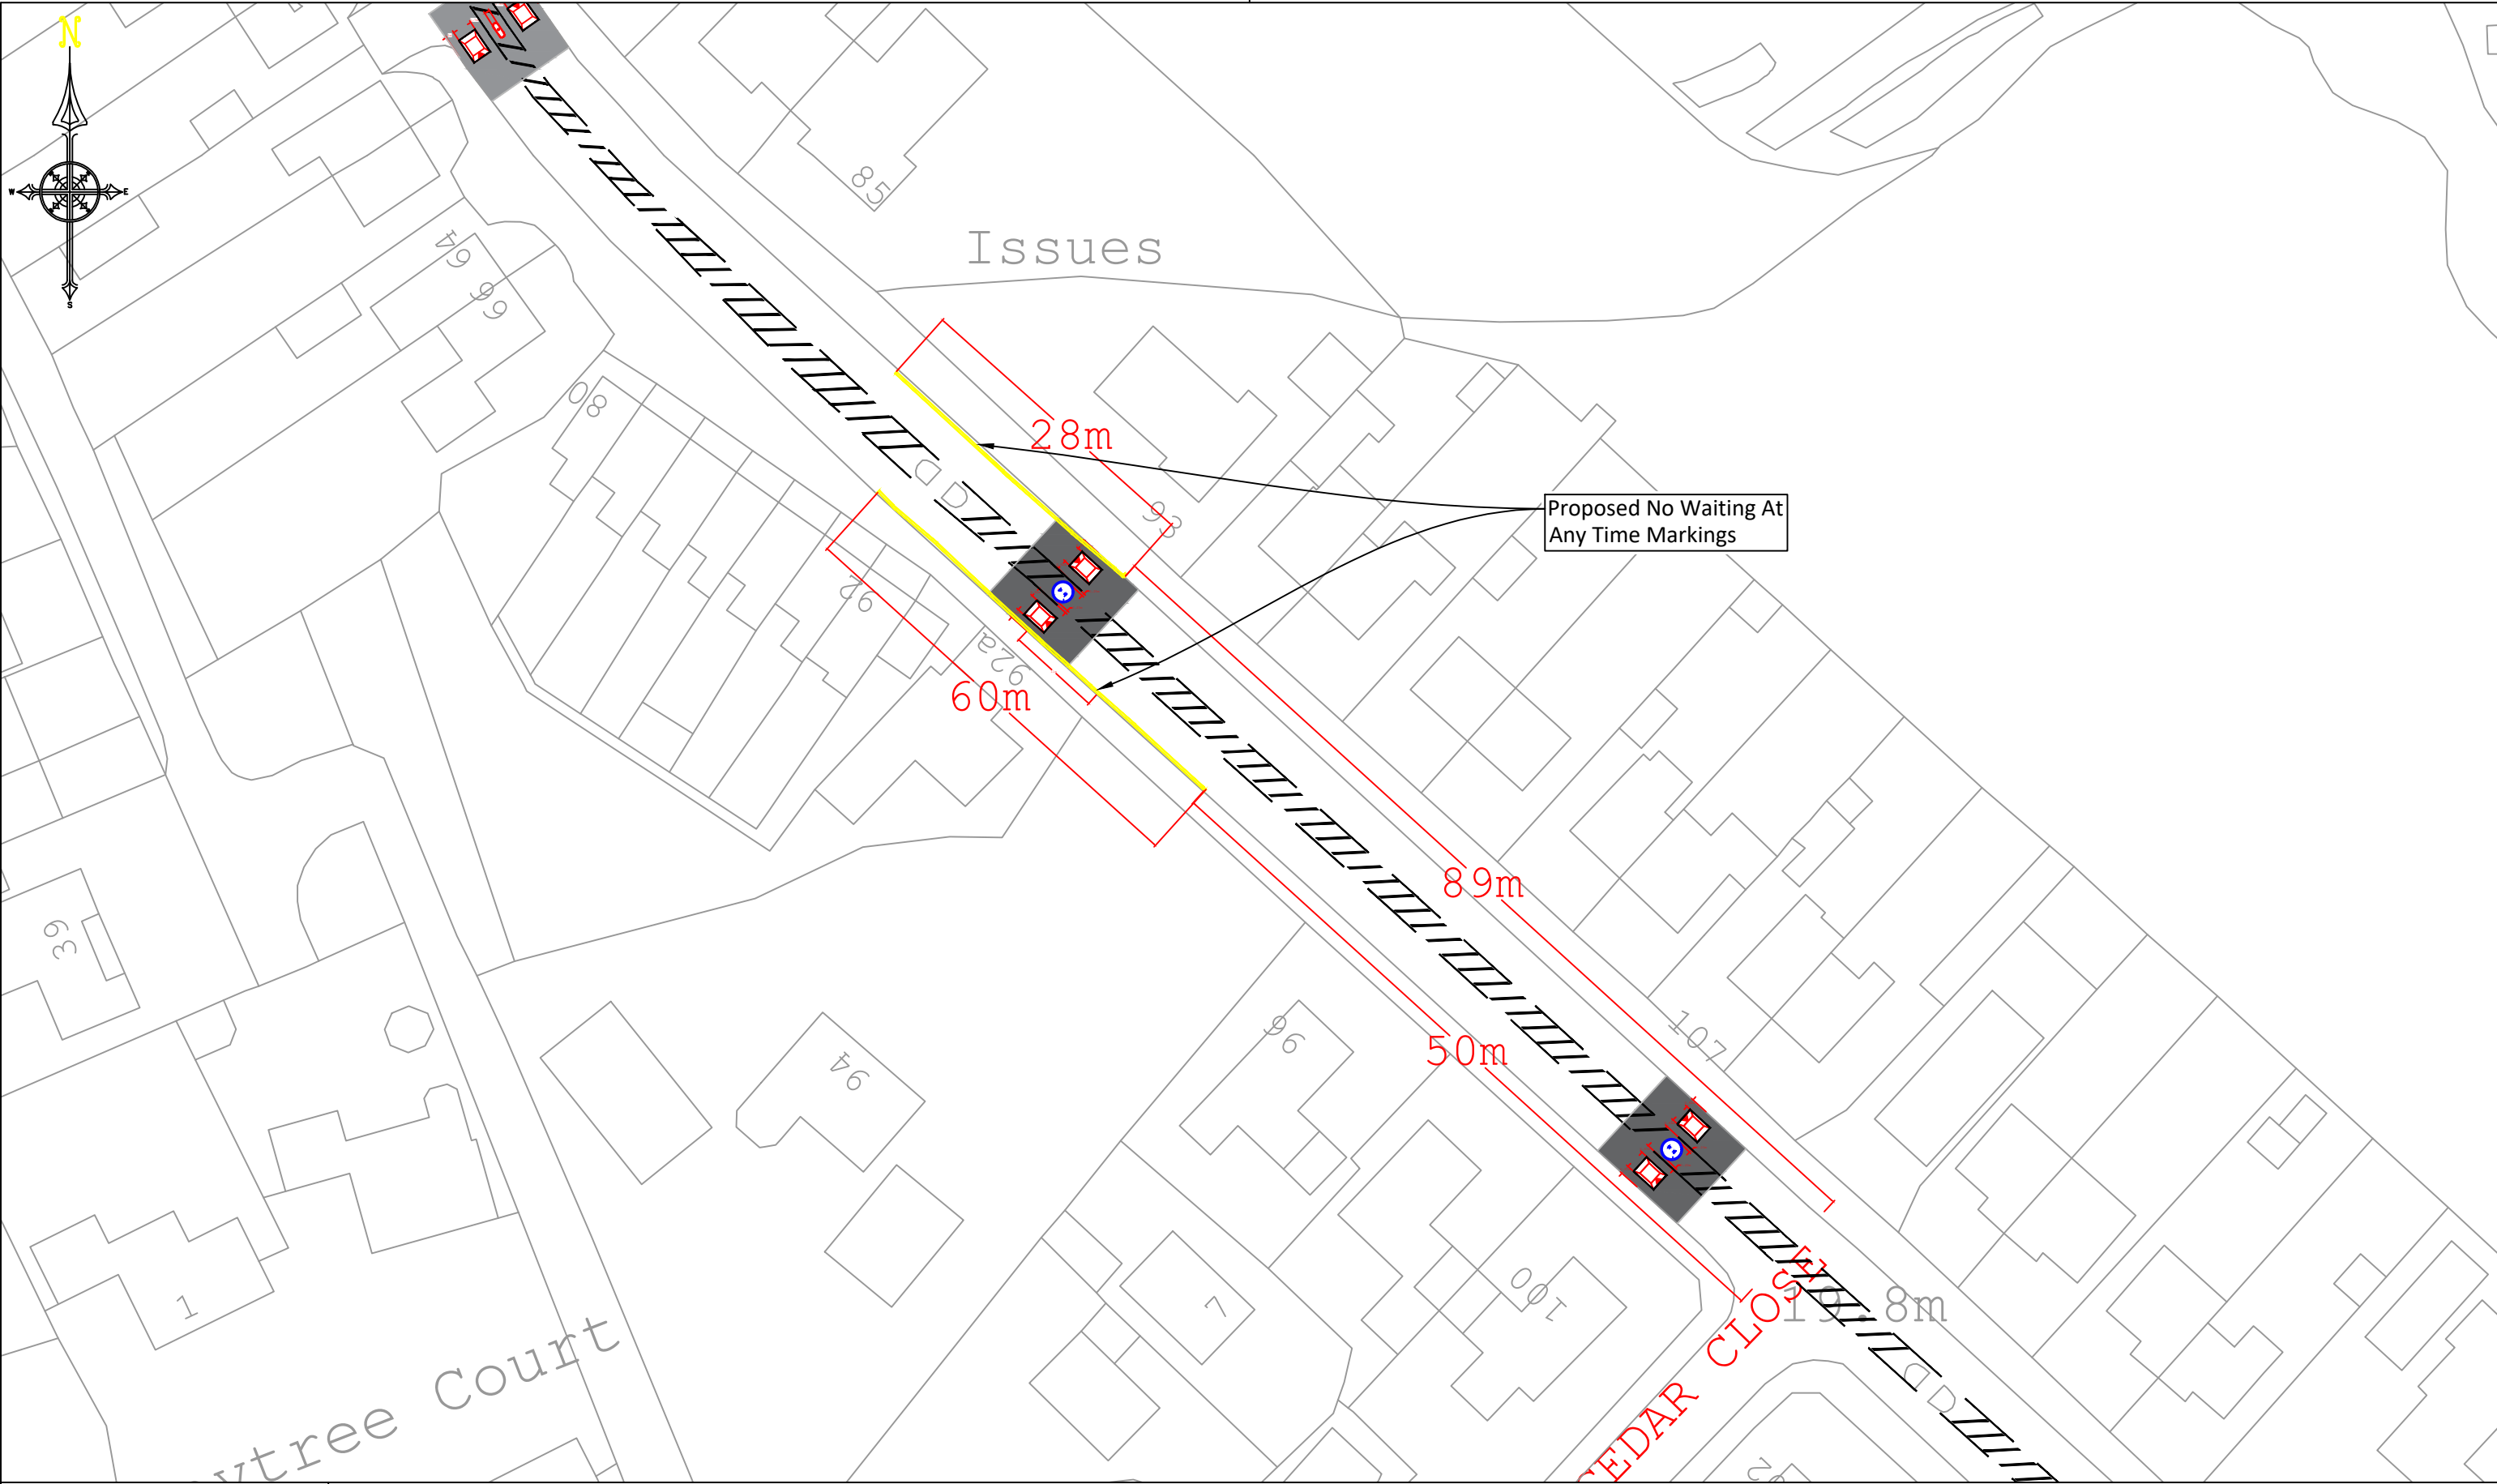 N
W
E
S
85
Issues
64
66
80
28m
93
Proposed No Waiting At
Any Time Markings
92
92a
60m
89m
39
107
96
50m
94
100
19.8m
1
7
CEDAR CLOSE
ytree Court